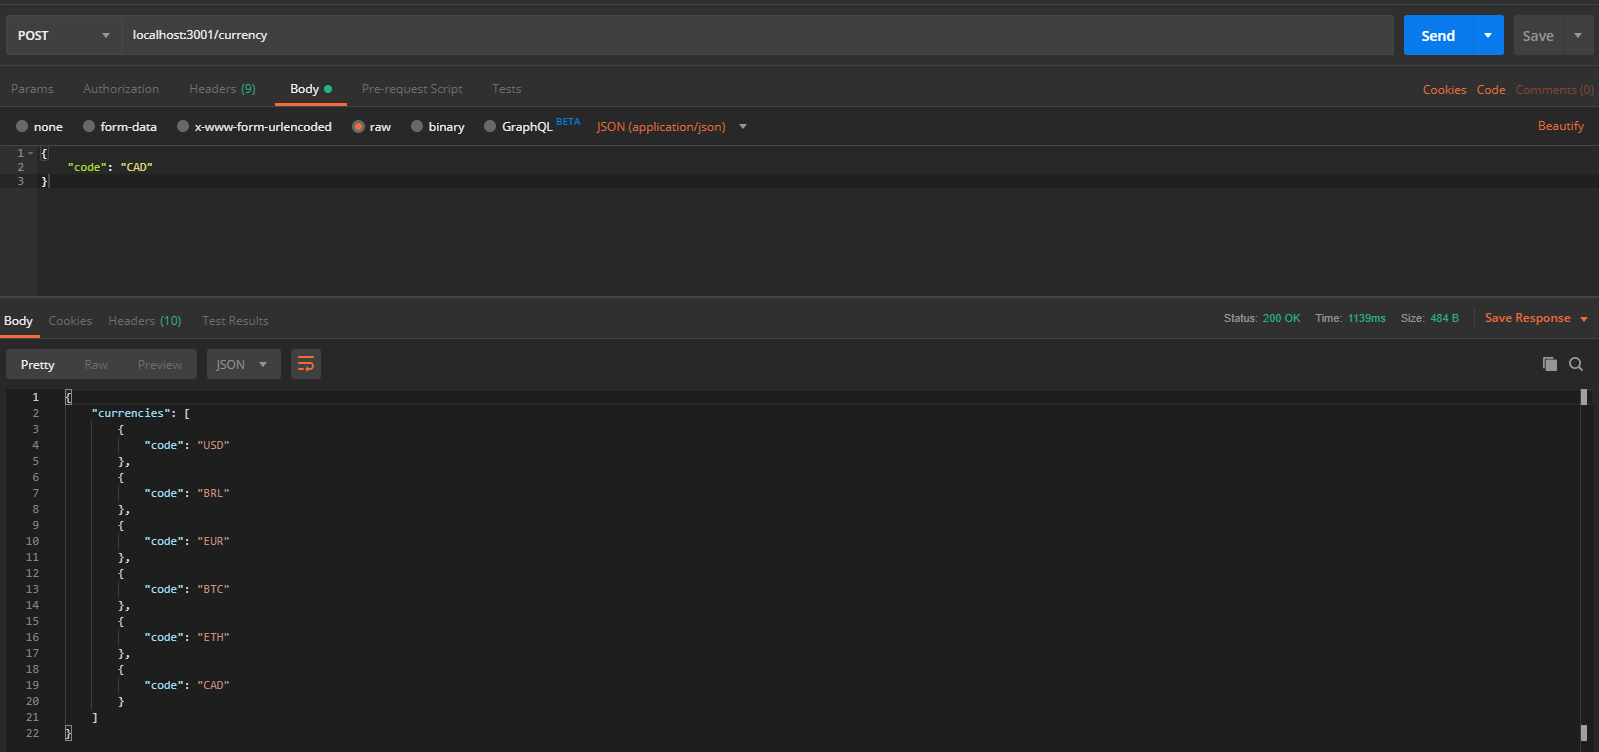 POST localhost:3001/currency Send Save
Params Authorization Headers (9) Body Pre-request Script Tests Cookies Code Comments (0)
none form-data x-www-form-urlencoded raw binary GraphQL BETA JSON (application/json) Beautify
1 {
2 "code": "CAD"
3 }
Body Cookies Headers (10) Test Results Status: 200 OK Time: 1139ms Size: 484 B Save Response
Pretty Raw Preview JSON
1 {
2 "currencies": [
3 {
4 "code": "USD"
5 },
6 {
7 "code": "BRL"
8 },
9 {
10 "code": "EUR"
11 },
12 {
13 "code": "BTC"
14 },
15 {
16 "code": "ETH"
17 },
18 {
19 "code": "CAD"
20 }
21 ]
22 }